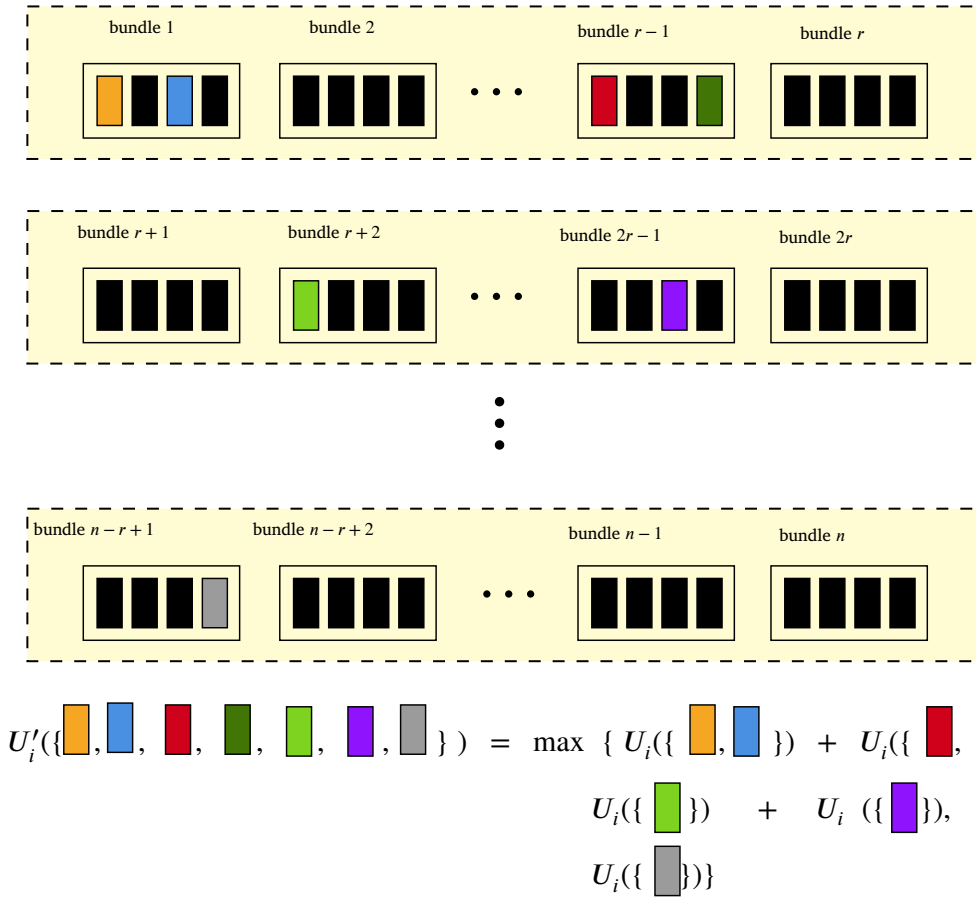 bundle 1 bundle 2 bundle r − 1 bundle r
bundle r + 1 bundle r + 2 bundle 2r − 1 bundle 2r
bundle n − r + 1 bundle n − r + 2 bundle n − 1 bundle n
U′i({ , , , , , , } ) = max { Ui({ , }) + Ui({ ,
Ui({ }) + Ui ({ }),
Ui({ })}